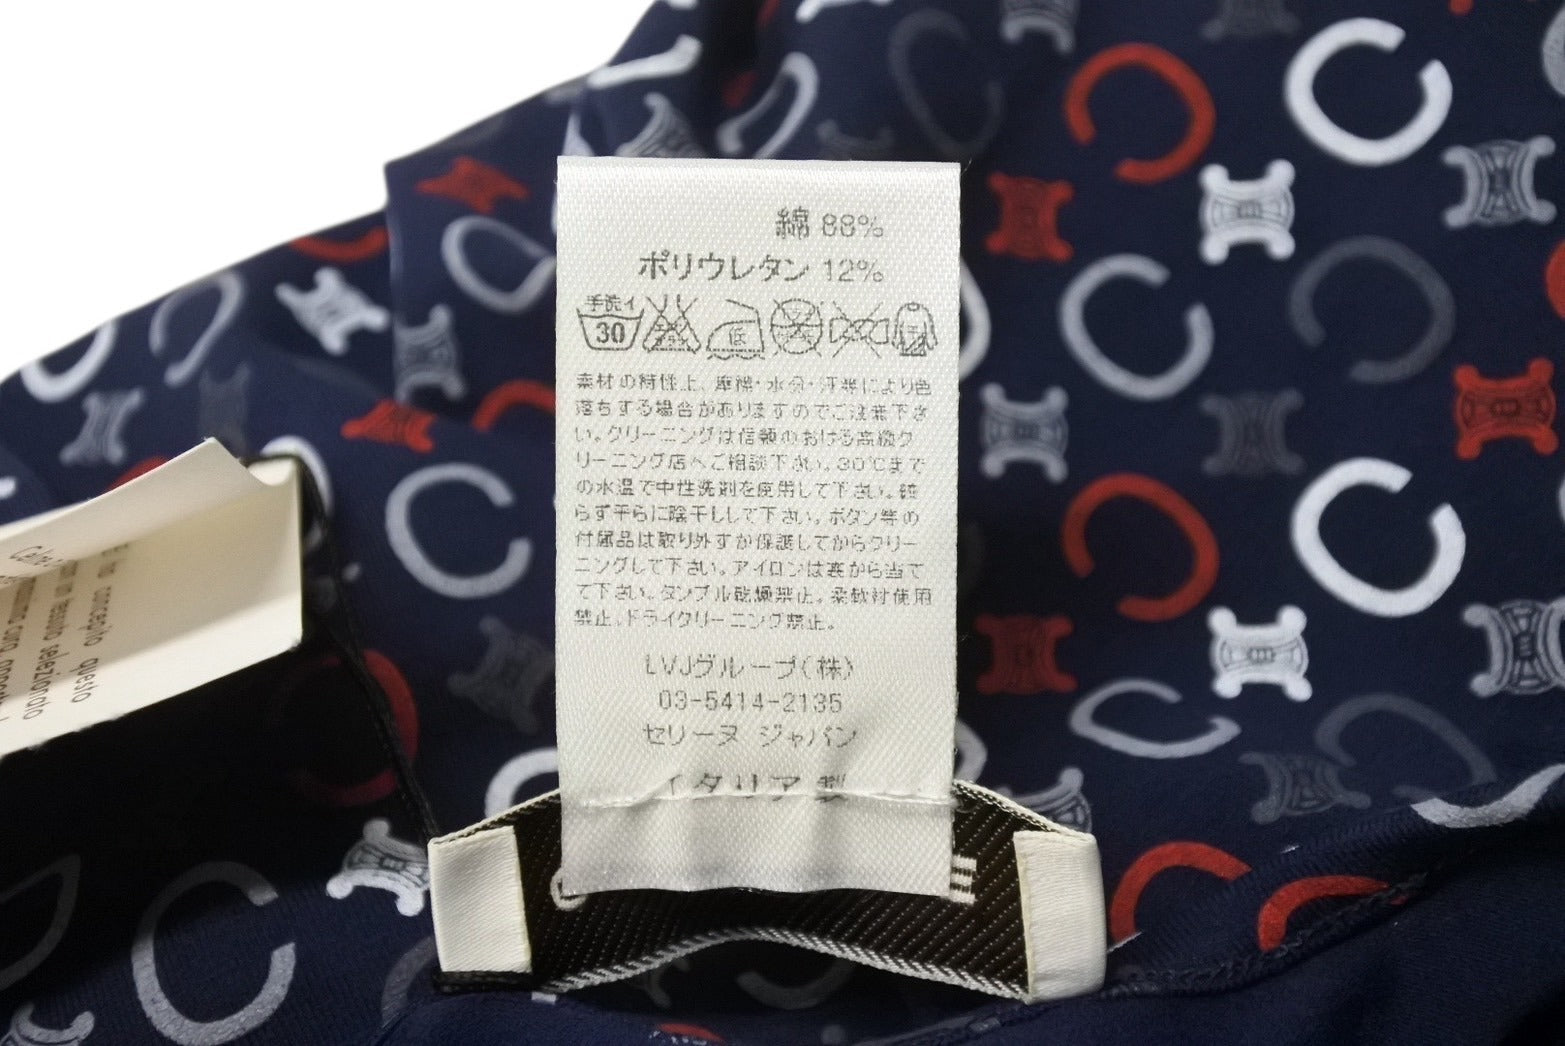 綿 88%
ポリウレタン 12%
手洗イ
30
低
素材の特性上、摩擦・水分・汗等により色
落ちする場合がありますのでご注意下さ
い。クリーニングは信頼のおける高級ク
リーニング店へご相談下さい。30℃まで
の水温で中性洗剤を使用して下さい。絞
らず平らに陰干しして下さい。ボタン等の
付属品は取り外すか保護してからクリー
ニングして下さい。アイロンは裏から当て
て下さい。タンブル乾燥禁止。柔軟材使用
禁止。ドライクリーニング禁止。
LVJグループ(株)
03-5414-2135
セリーヌ ジャパン
イタリア製
concepito questo
tessuto selezionato